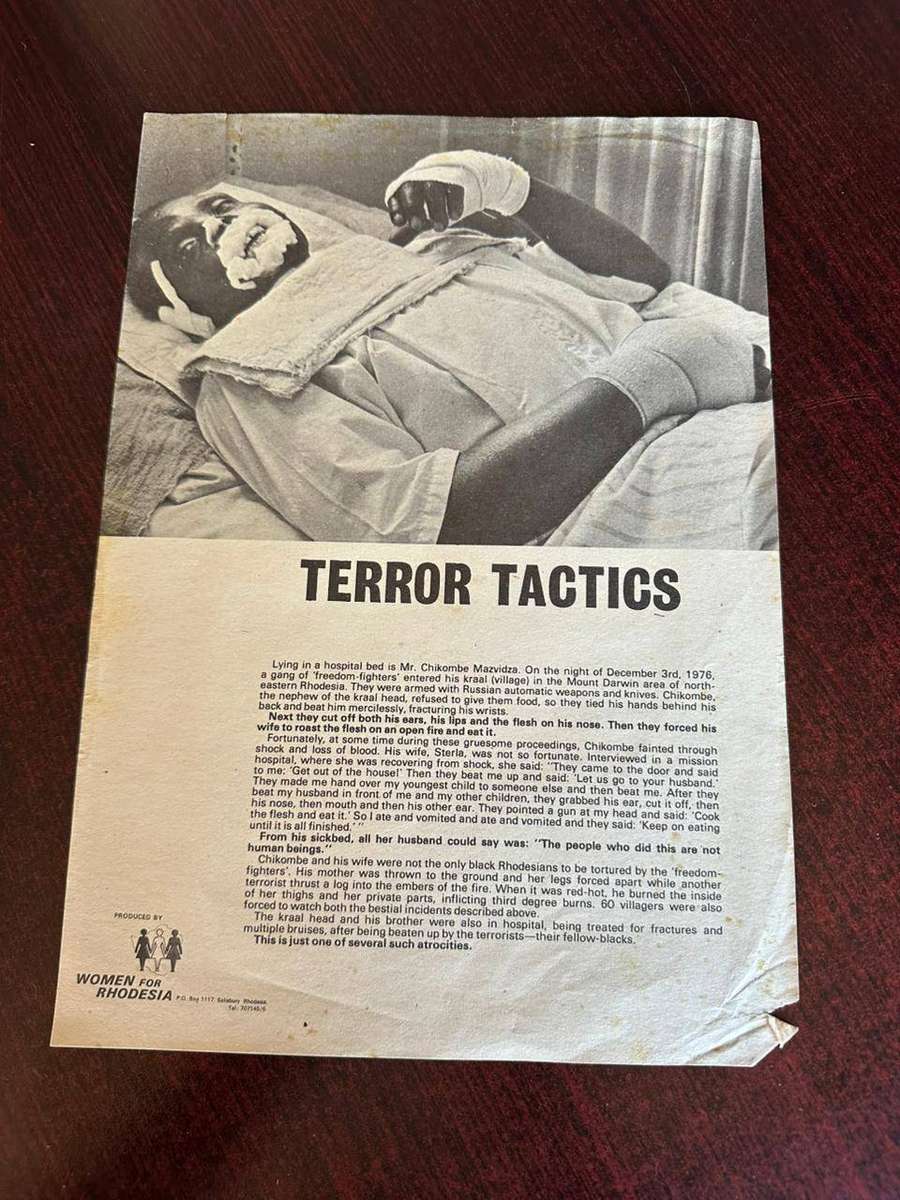 TERROR TACTICS
Lying in a hospital bed is Mr. Chikombe Mazvidza. On the night of December 3rd, 1976,
a gang of 'freedom-fighters' entered his kraal (village) in the Mount Darwin area of north-
eastern Rhodesia. They were armed with Russian automatic weapons and knives. Chikombe,
the nephew of the kraal head, refused to give them food, so they tied his hands behind his
back and beat him mercilessly, fracturing his wrists.
Next they cut off both his ears, his lips and the flesh on his nose. Then they forced his
wife to roast the flesh on an open fire and eat it.
Fortunately, at some time during these gruesome proceedings, Chikombe fainted through
shock and loss of blood. His wife, Sterla, was not so fortunate. Interviewed in a mission
hospital, where she was recovering from shock, she said: "They came to the door and said
to me: 'Get out of the house!' Then they beat me up and said: 'Let us go to your husband.'
They made me hand over my youngest child to someone else and then beat me. After they
beat my husband in front of me and my other children, they grabbed his ear, cut it off, then
his nose, then mouth and then his other ear. They pointed a gun at my head and said: 'Cook
the flesh and eat it.' So I ate and vomited and ate and vomited and they said: 'Keep on eating
until it is all finished.' "
From his sickbed, all her husband could say was: "The people who did this are not
human beings."
Chikombe and his wife were not the only black Rhodesians to be tortured by the 'freedom-
fighters'. His mother was thrown to the ground and her legs forced apart while another
terrorist thrust a log into the embers of the fire. When it was red-hot, he burned the inside
of her thighs and her private parts, inflicting third degree burns. 60 villagers were also
forced to watch both the bestial incidents described above.
The kraal head and his brother were also in hospital, being treated for fractures and
multiple bruises, after being beaten up by the terrorists—their fellow-blacks.
This is just one of several such atrocities.
PRODUCED BY
WOMEN FOR
RHODESIA P.O. Box 1117, Salisbury Rhodesia.
Tel: 707146/6